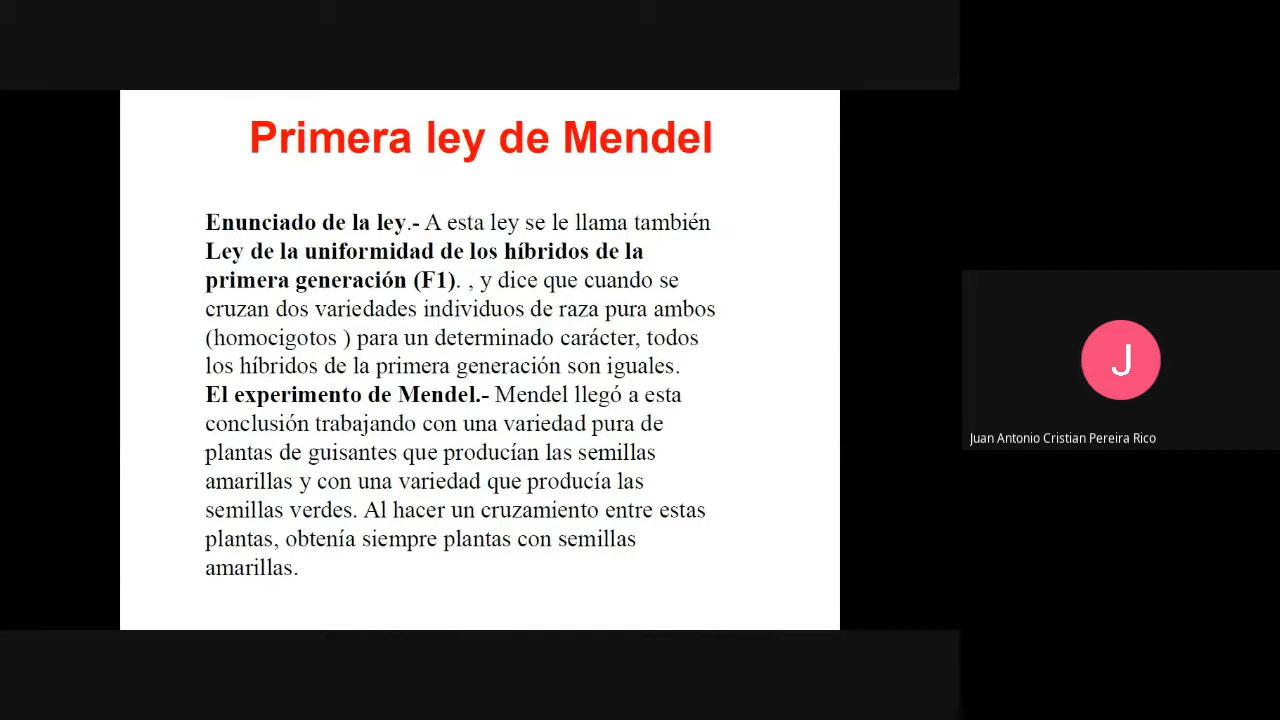 Primera ley de Mendel
Enunciado de la ley.- A esta ley se le llama también
Ley de la uniformidad de los híbridos de la
primera generación (F1). , y dice que cuando se
cruzan dos variedades individuos de raza pura ambos
(homocigotos ) para un determinado carácter, todos
los híbridos de la primera generación son iguales.
El experimento de Mendel.- Mendel llegó a esta
conclusión trabajando con una variedad pura de
plantas de guisantes que producían las semillas
amarillas y con una variedad que producía las
semillas verdes. Al hacer un cruzamiento entre estas
plantas, obtenía siempre plantas con semillas
amarillas.
J
Juan Antonio Cristian Pereira Rico